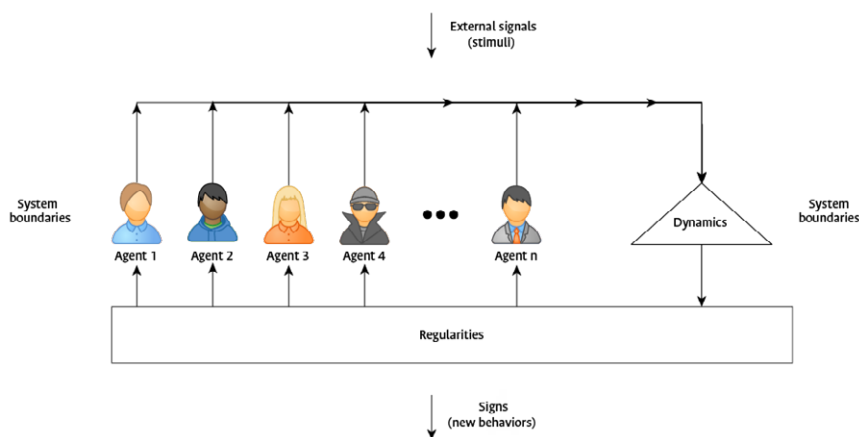 External signals
(stimuli)
System
boundaries
Dynamics
System
boundaries
Agent 1
Agent 2
Agent 3
Agent 4
Agent n
Regularities
Signs
(new behaviors)